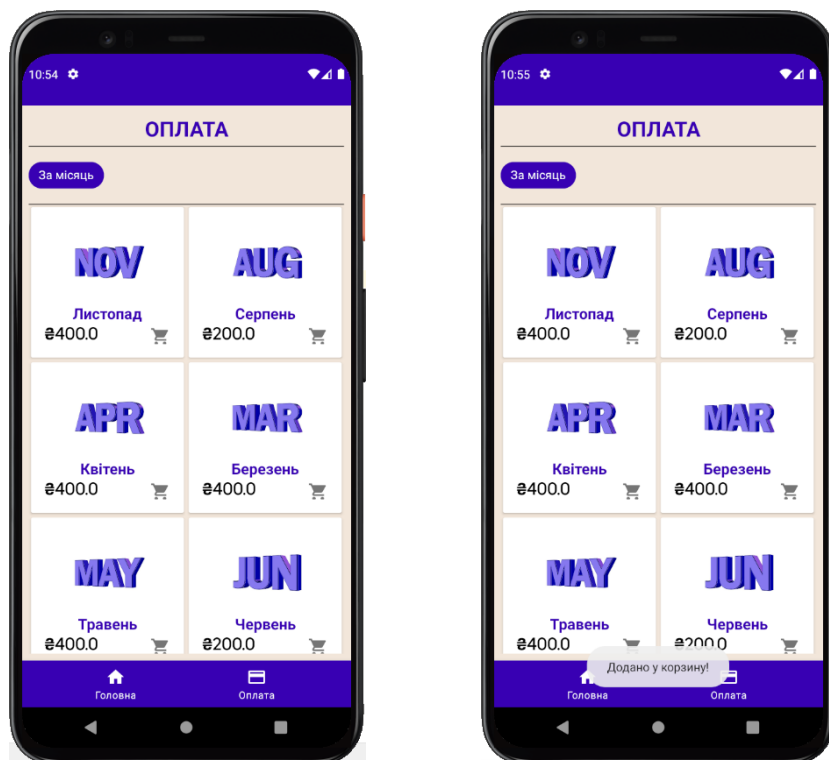 10:54
ОПЛАТА
За місяць
NOV
AUG
Листопад
Серпень
₴400.0
₴200.0
APR
MAR
Квітень
Березень
₴400.0
₴400.0
MAY
JUN
Травень
Червень
₴400.0
₴200.0
Головна
Оплата
10:55
ОПЛАТА
За місяць
NOV
AUG
Листопад
Серпень
₴400.0
₴200.0
APR
MAR
Квітень
Березень
₴400.0
₴400.0
MAY
JUN
Травень
Червень
₴400.0
₴200.0
Додано у корзину!
Головна
Оплата